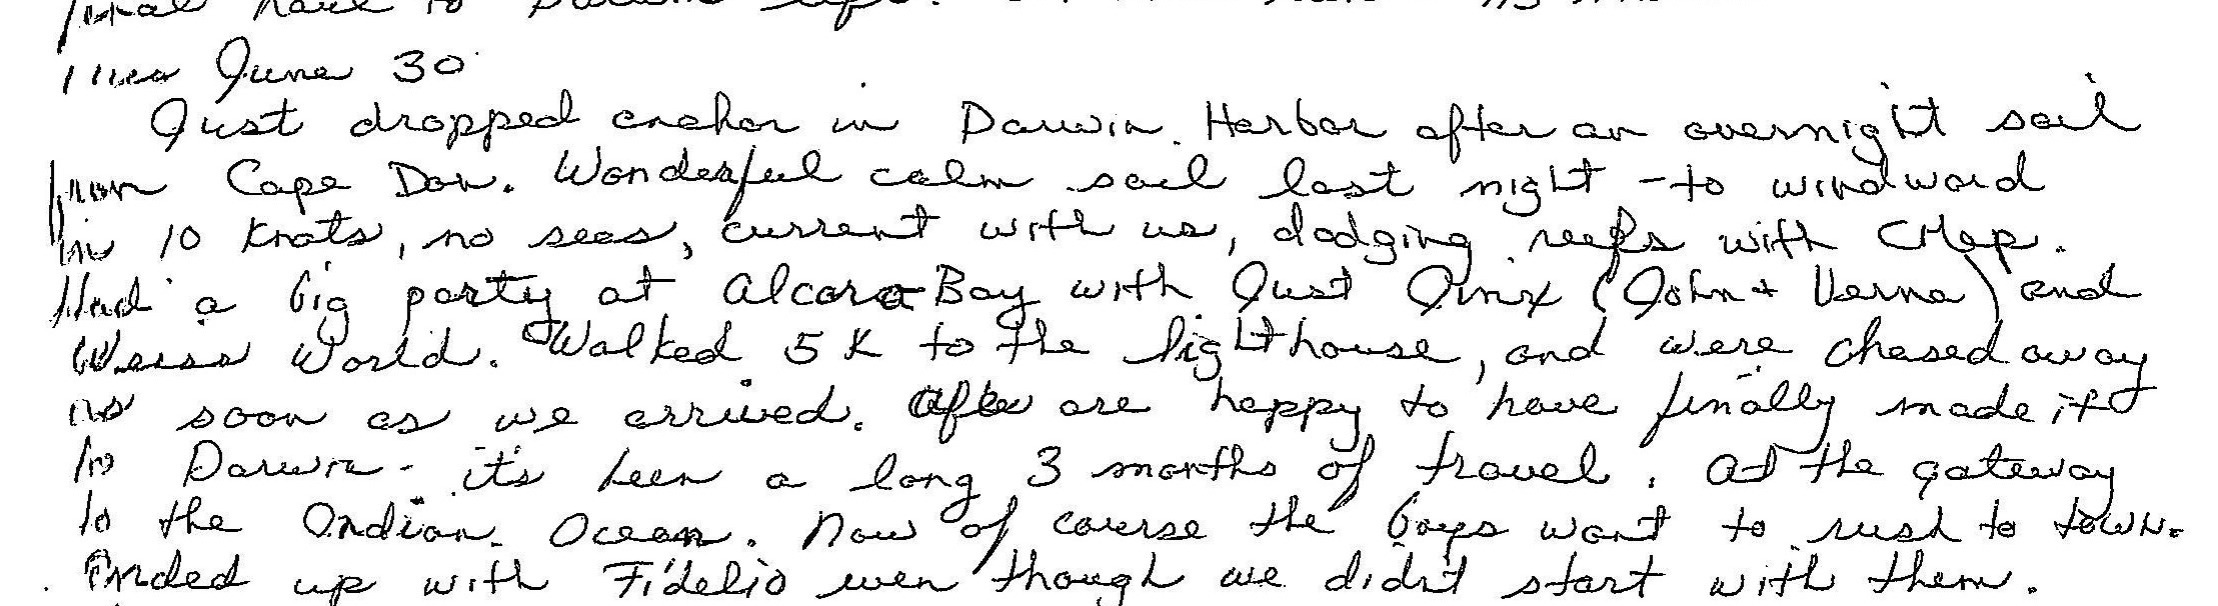 have to
June 30
Just dropped anchor in Darwin Harbor after an overnight sail
from Cape Don. Wonderful calm sail last night - to windward
in 10 knots, no seas, current with us, dodging reefs with CMap.
Had a big party at Alcaro Bay with Just Jinx (John + Verna) and
Weiss World. Walked 5K to the lighthouse, and were chased away
as soon as we arrived. are happy to have finally made it
to Darwin - it's been a long 3 months of travel. At the gateway
to the Indian Ocean. Now of course the boys want to rush to town.
Ended up with Fidelio even though we didn't start with them.